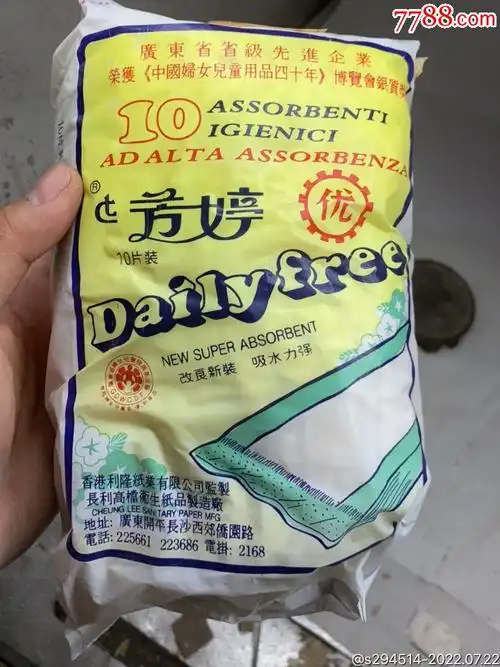 7788.com
廣東省省級先進企業
榮獲《中國婦女兒童用品四十年》博覽會銀質
10 ASSORBENTI
IGIENICI
AD ALTA ASSORBENZA
® 芳婷
优
10片裝
Dailyfree
NEW SUPER ABSORBENT
改良新裝 吸水力强
香港利隆紙業有限公司監製
長利高檔衛生紙品製造廠
CHEUNG LEE SANITARY PAPER MFG
地址: 廣東開平長沙西郊僑園路
電話: 225661 223686 電掛: 2168
@s294514-2022.07.22